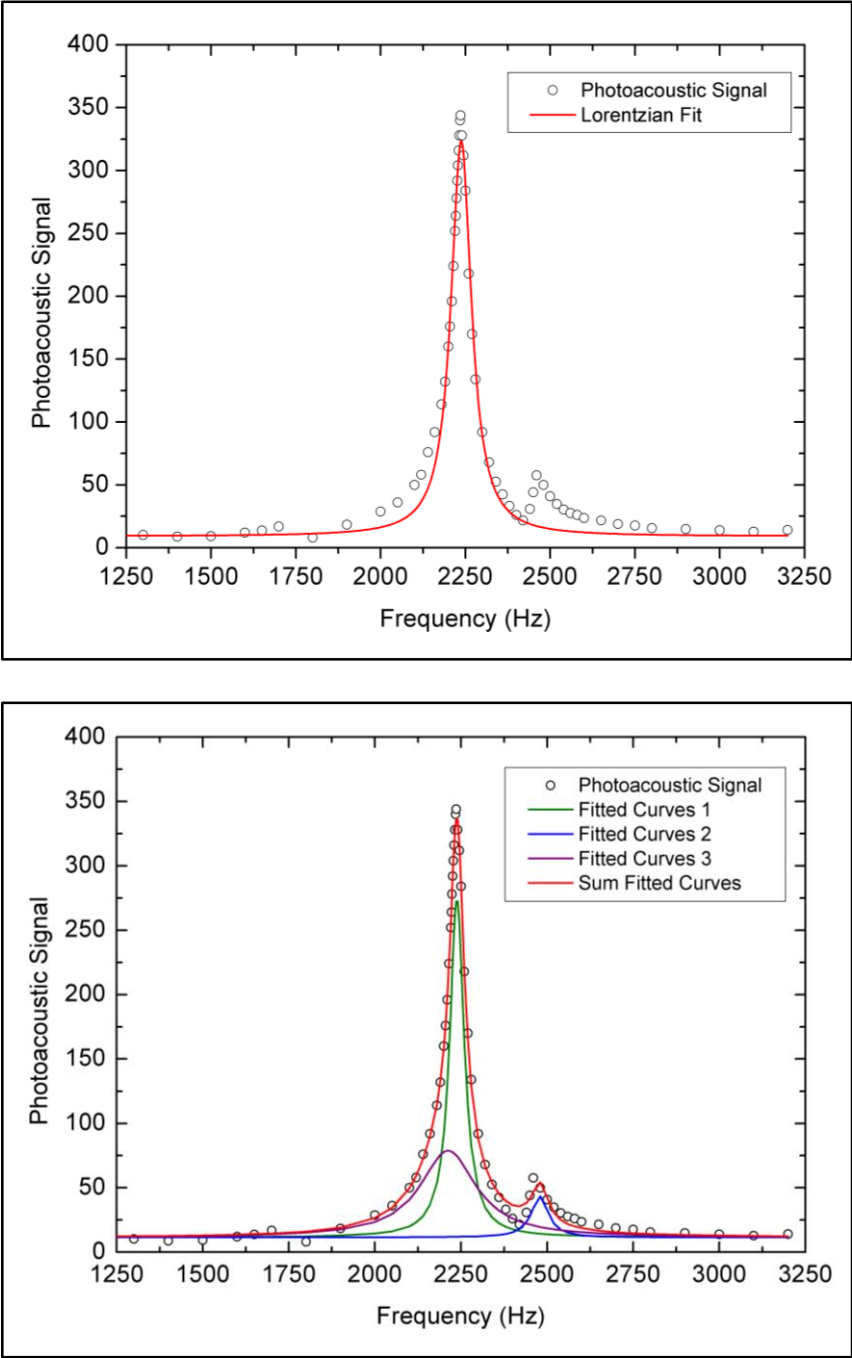 400
350
300
250
200
150
100
50
0
Photoacoustic Signal
Photoacoustic Signal
Lorentzian Fit
1250 1500 1750 2000 2250 2500 2750 3000 3250
Frequency (Hz)
400
350
300
250
200
150
100
50
0
Photoacoustic Signal
Photoacoustic Signal
Fitted Curves 1
Fitted Curves 2
Fitted Curves 3
Sum Fitted Curves
1250 1500 1750 2000 2250 2500 2750 3000 3250
Frequency (Hz)